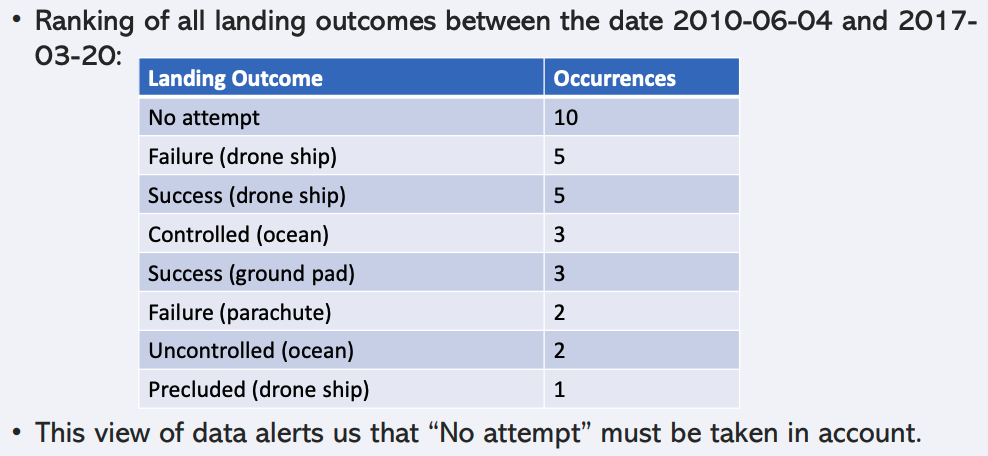 • Ranking of all landing outcomes between the date 2010-06-04 and 2017-
03-20:
Landing Outcome Occurrences
No attempt 10
Failure (drone ship) 5
Success (drone ship) 5
Controlled (ocean) 3
Success (ground pad) 3
Failure (parachute) 2
Uncontrolled (ocean) 2
Precluded (drone ship) 1
• This view of data alerts us that “No attempt” must be taken in account.